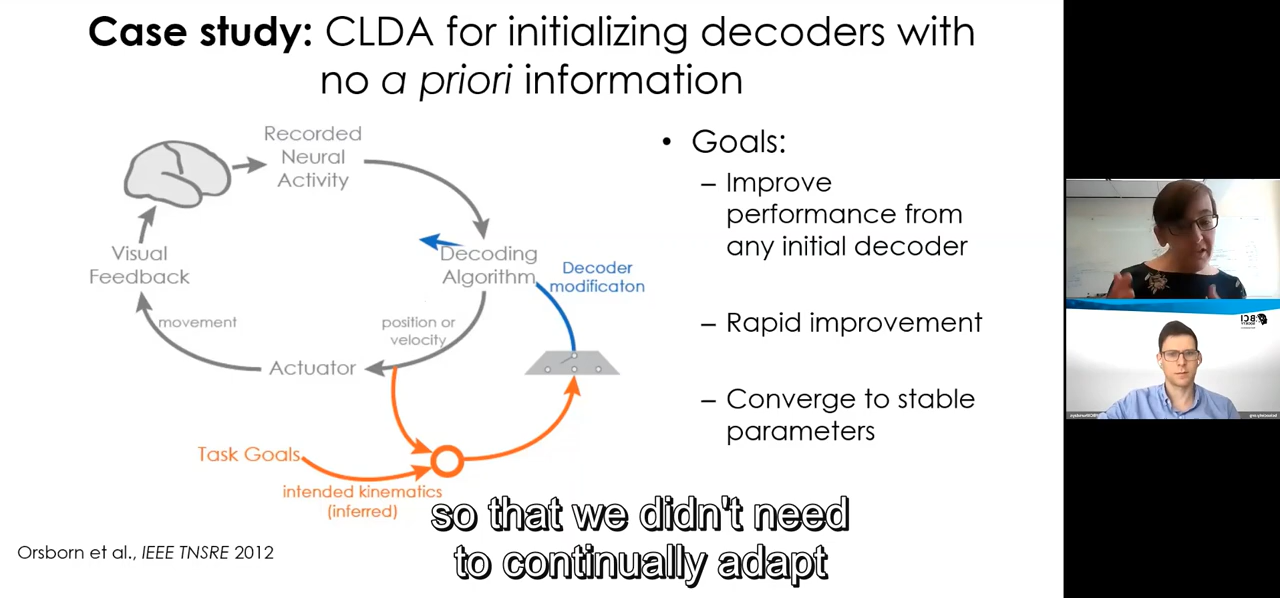 Case study: CLDA for initializing decoders with
no a priori information
Recorded
Neural
Activity
Visual
Feedback
Decoding
Algorithm
Decoder
modificaton
movement
position or
velocity
Actuator
Task Goals
intended kinematics
(inferred)
• Goals:
– Improve
performance from
any initial decoder
– Rapid improvement
– Converge to stable
parameters
Orsborn et al., IEEE TNSRE 2012
so that we didn't need
to continually adapt
BCI